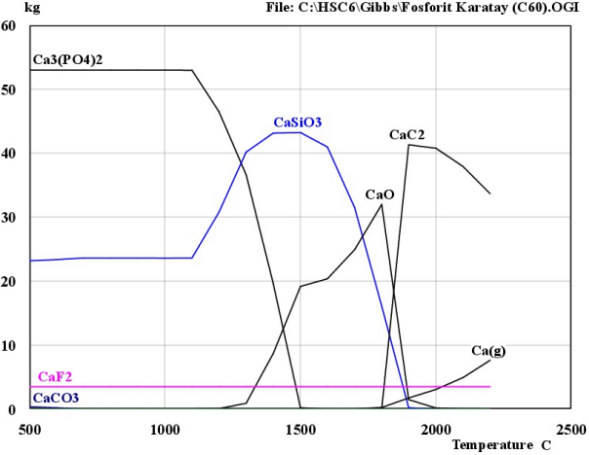 kg File: C:\HSC6\Gibbs\Fosforit Karatay (C60).OGI
60
Ca3(PO4)2
50
CaSiO3
CaC2
40
CaO
30
20
10
Ca(g)
CaF2
CaCO3
0
500 1000 1500 2000 2500
Temperature C